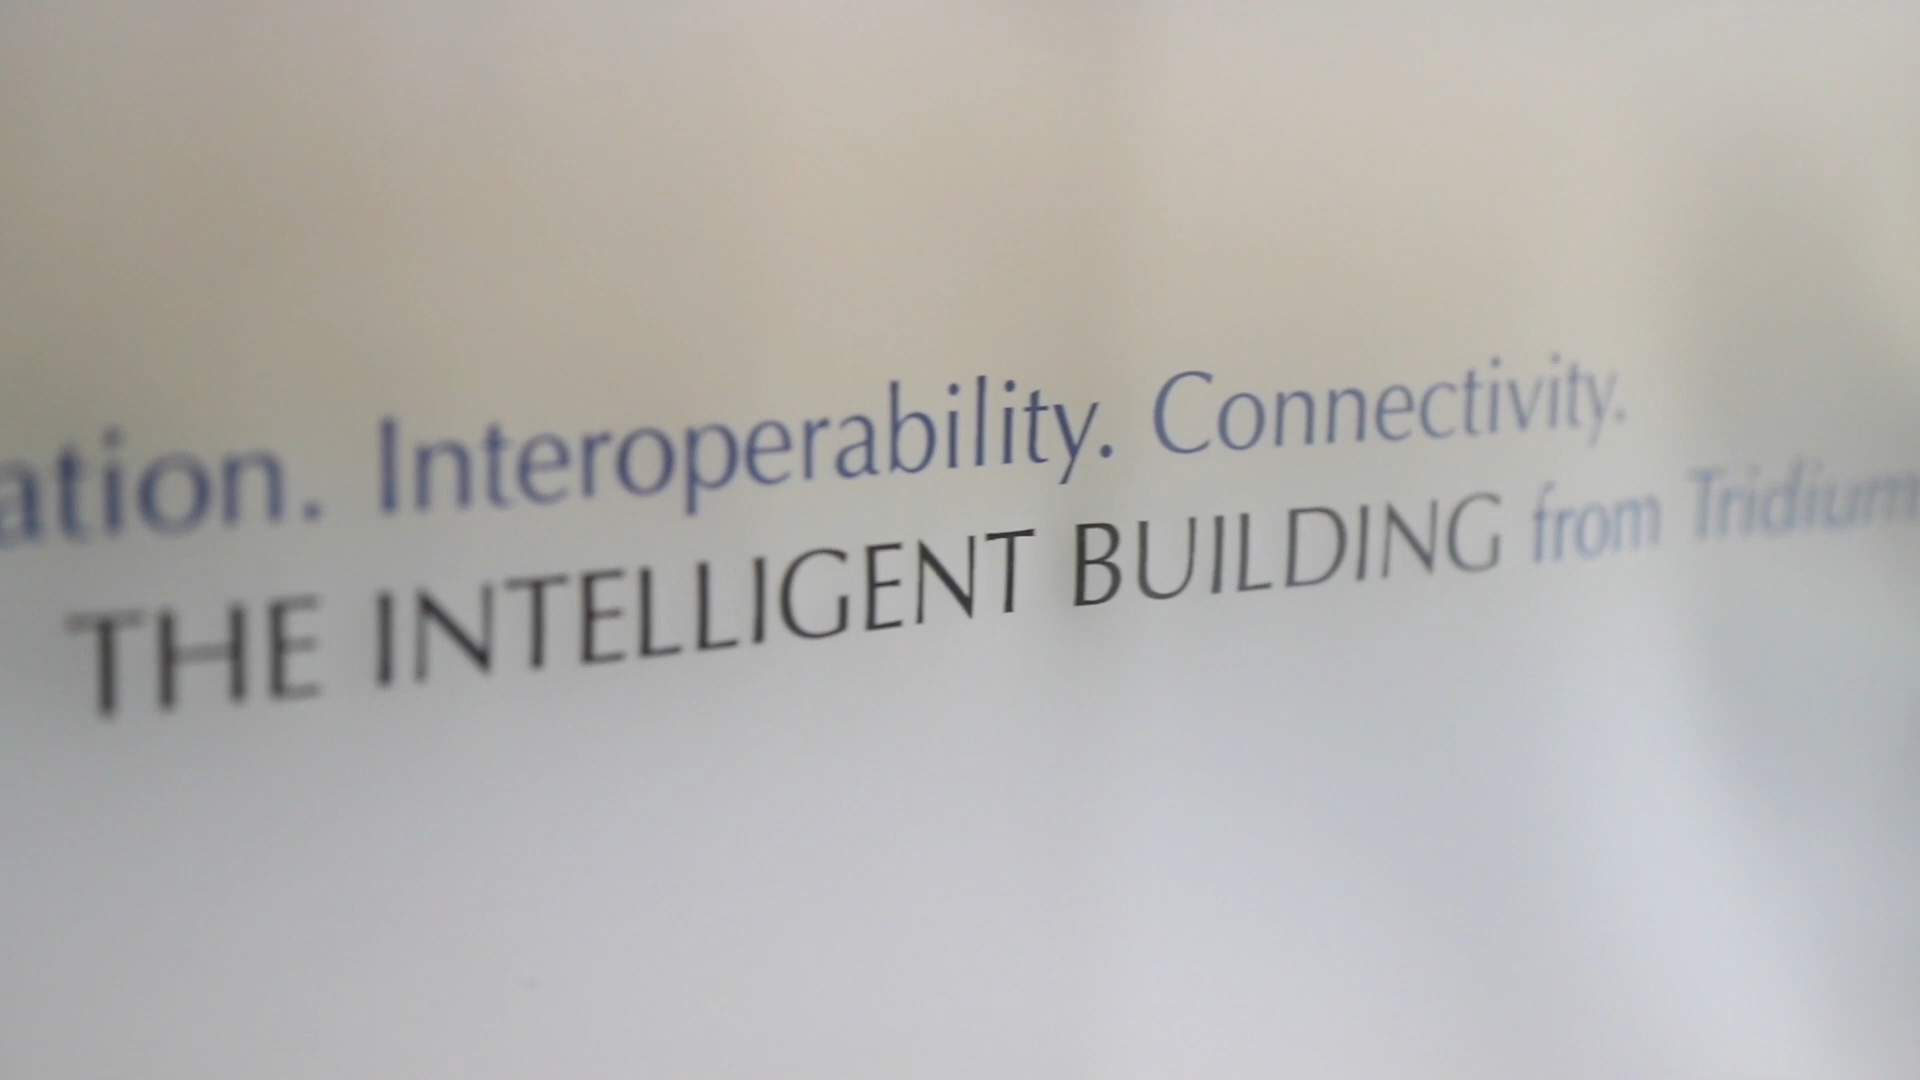 ation. Interoperability. Connectivity.
THE INTELLIGENT BUILDING from Tridium